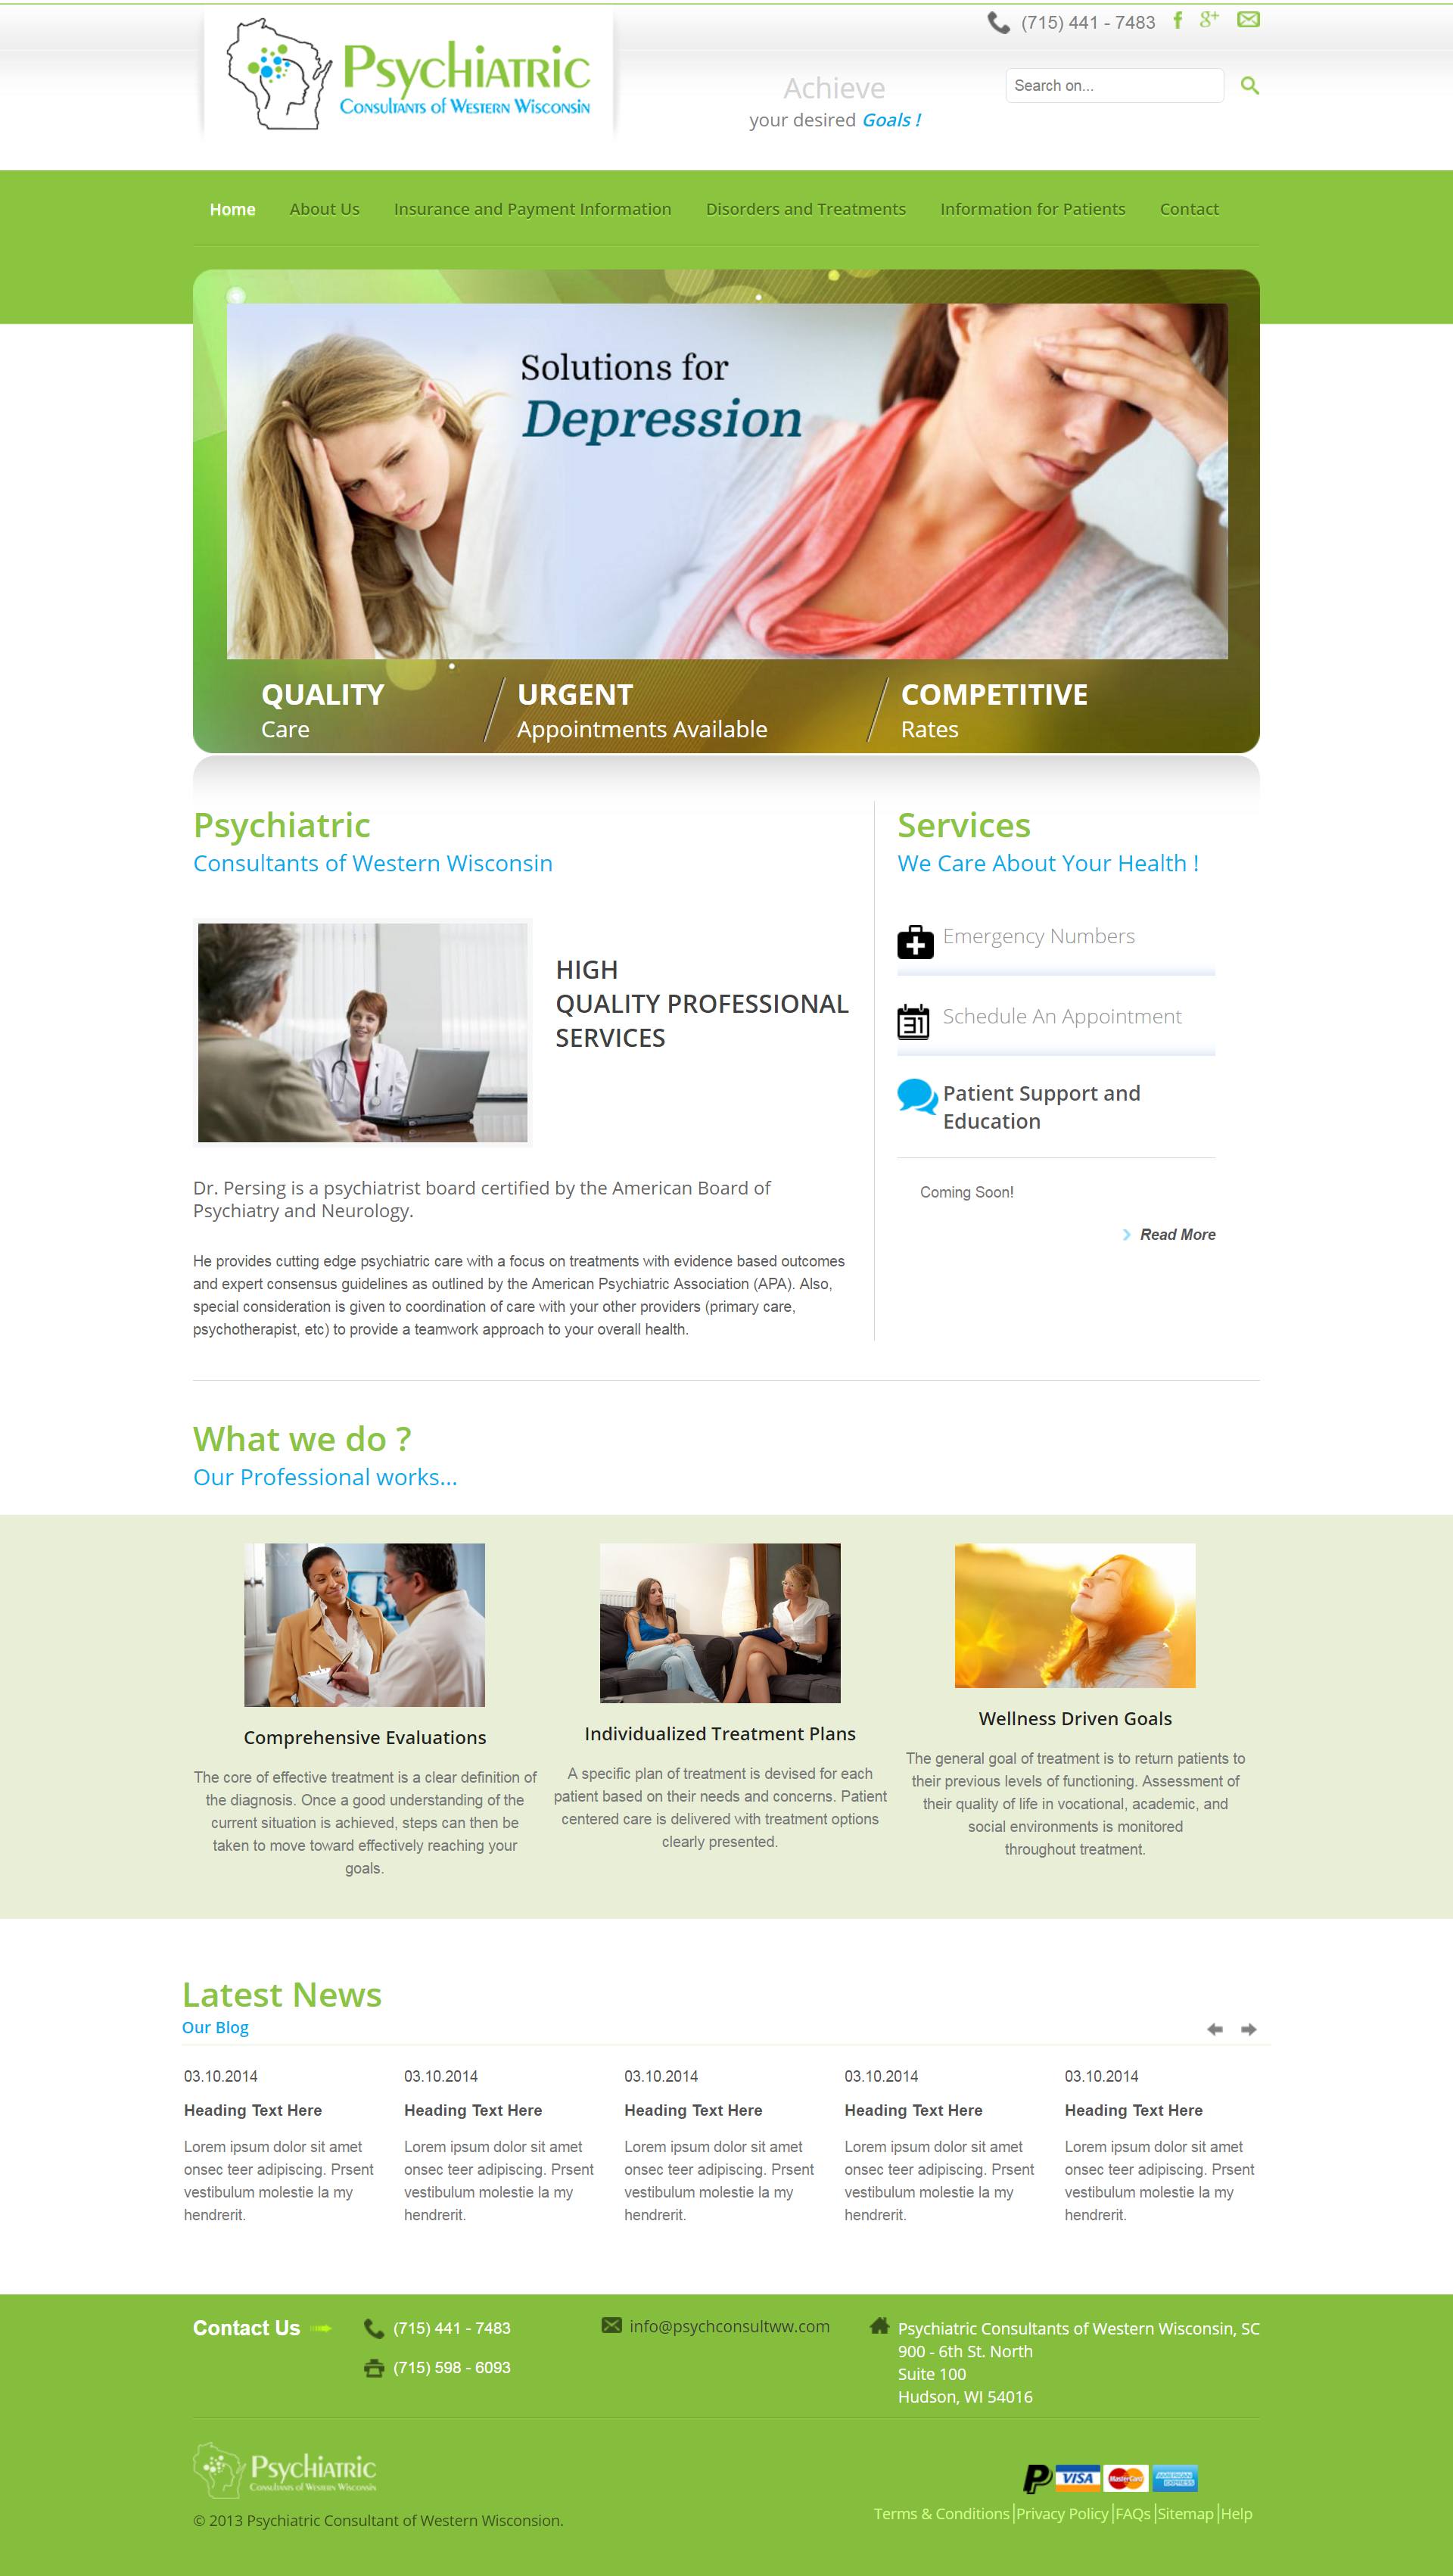 (715) 441 - 7483
Psychiatric
Consultants of Western Wisconsin
Achieve
your desired Goals !
Search on...
Home
About Us
Insurance and Payment Information
Disorders and Treatments
Information for Patients
Contact
Solutions for
Depression
QUALITY
Care
URGENT
Appointments Available
COMPETITIVE
Rates
Psychiatric
Consultants of Western Wisconsin
HIGH
QUALITY PROFESSIONAL
SERVICES
Dr. Persing is a psychiatrist board certified by the American Board of
Psychiatry and Neurology.
He provides cutting edge psychiatric care with a focus on treatments with evidence based outcomes
and expert consensus guidelines as outlined by the American Psychiatric Association (APA). Also,
special consideration is given to coordination of care with your other providers (primary care,
psychotherapist, etc) to provide a teamwork approach to your overall health.
Services
We Care About Your Health !
Emergency Numbers
31
Schedule An Appointment
Patient Support and
Education
Coming Soon!
Read More
What we do ?
Our Professional works...
Comprehensive Evaluations
The core of effective treatment is a clear definition of
the diagnosis. Once a good understanding of the
current situation is achieved, steps can then be
taken to move toward effectively reaching your
goals.
Individualized Treatment Plans
A specific plan of treatment is devised for each
patient based on their needs and concerns. Patient
centered care is delivered with treatment options
clearly presented.
Wellness Driven Goals
The general goal of treatment is to return patients to
their previous levels of functioning. Assessment of
their quality of life in vocational, academic, and
social environments is monitored
throughout treatment.
Latest News
Our Blog
03.10.2014
Heading Text Here
Lorem ipsum dolor sit amet
onsec teer adipiscing. Prsent
vestibulum molestie la my
hendrerit.
03.10.2014
Heading Text Here
Lorem ipsum dolor sit amet
onsec teer adipiscing. Prsent
vestibulum molestie la my
hendrerit.
03.10.2014
Heading Text Here
Lorem ipsum dolor sit amet
onsec teer adipiscing. Prsent
vestibulum molestie la my
hendrerit.
03.10.2014
Heading Text Here
Lorem ipsum dolor sit amet
onsec teer adipiscing. Prsent
vestibulum molestie la my
hendrerit.
03.10.2014
Heading Text Here
Lorem ipsum dolor sit amet
onsec teer adipiscing. Prsent
vestibulum molestie la my
hendrerit.
Contact Us
(715) 441 - 7483
(715) 598 - 6093
info@psychconsultww.com
Psychiatric Consultants of Western Wisconsin, SC
900 - 6th St. North
Suite 100
Hudson, WI 54016
Psychiatric
Consultants of Western Wisconsin
© 2013 Psychiatric Consultant of Western Wisconsion.
VISA
MasterCard
AMERICAN EXPRESS
Terms & Conditions|Privacy Policy|FAQs|Sitemap|Help